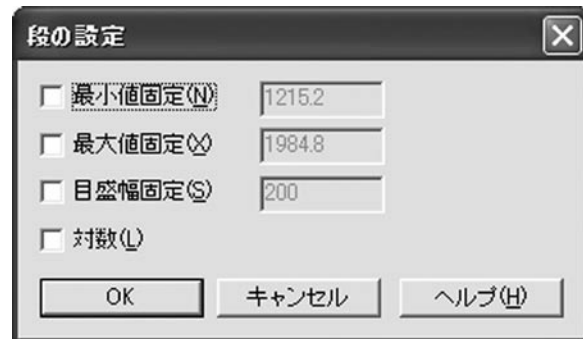 段の設定
最小値固定(N) 1215.2
最大値固定(X) 1984.8
目盛幅固定(S) 200
対数(L)
OK キャンセル ヘルプ(H)